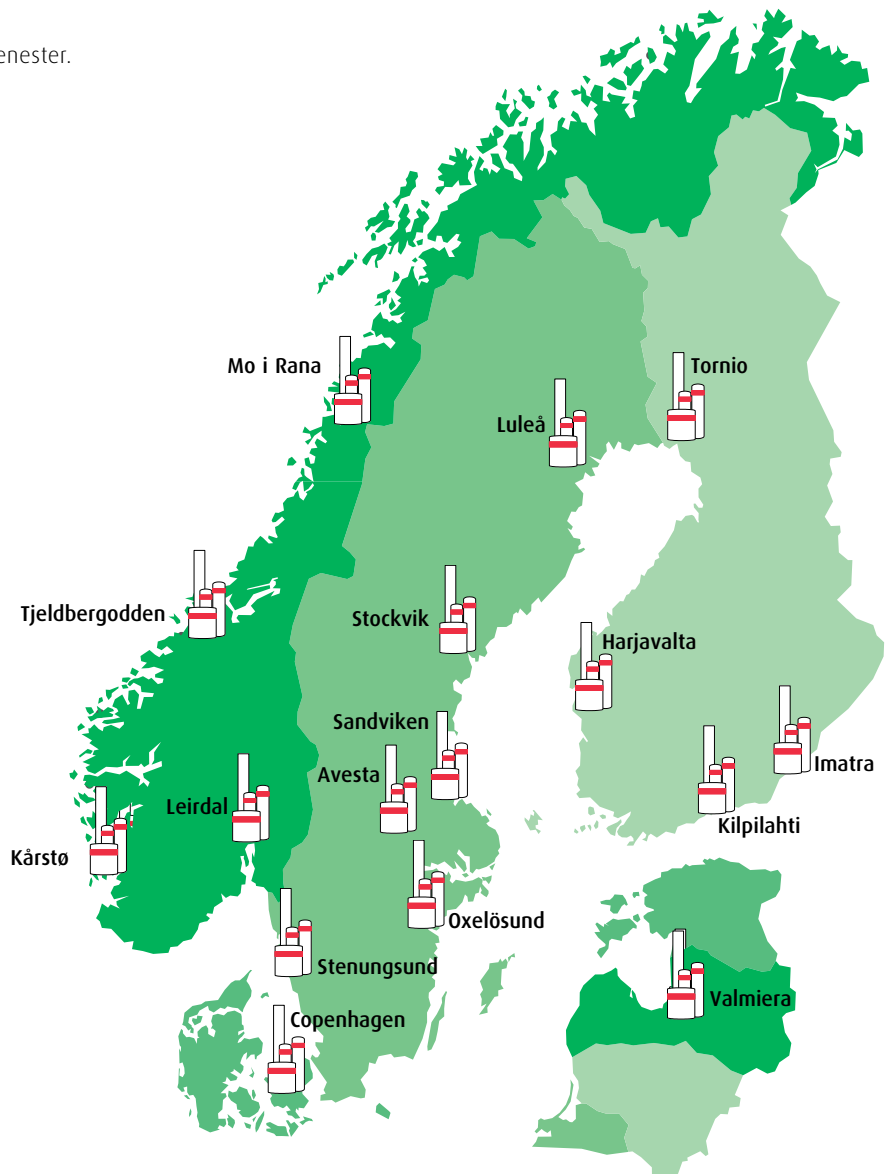 enester.
Mo i Rana
Tornio
Luleå
Tjeldbergodden
Stockvik
Harjavalta
Sandviken
Avesta
Imatra
Leirdal
Kilpilahti
Kårstø
Oxelösund
Stenungsund
Valmiera
Copenhagen